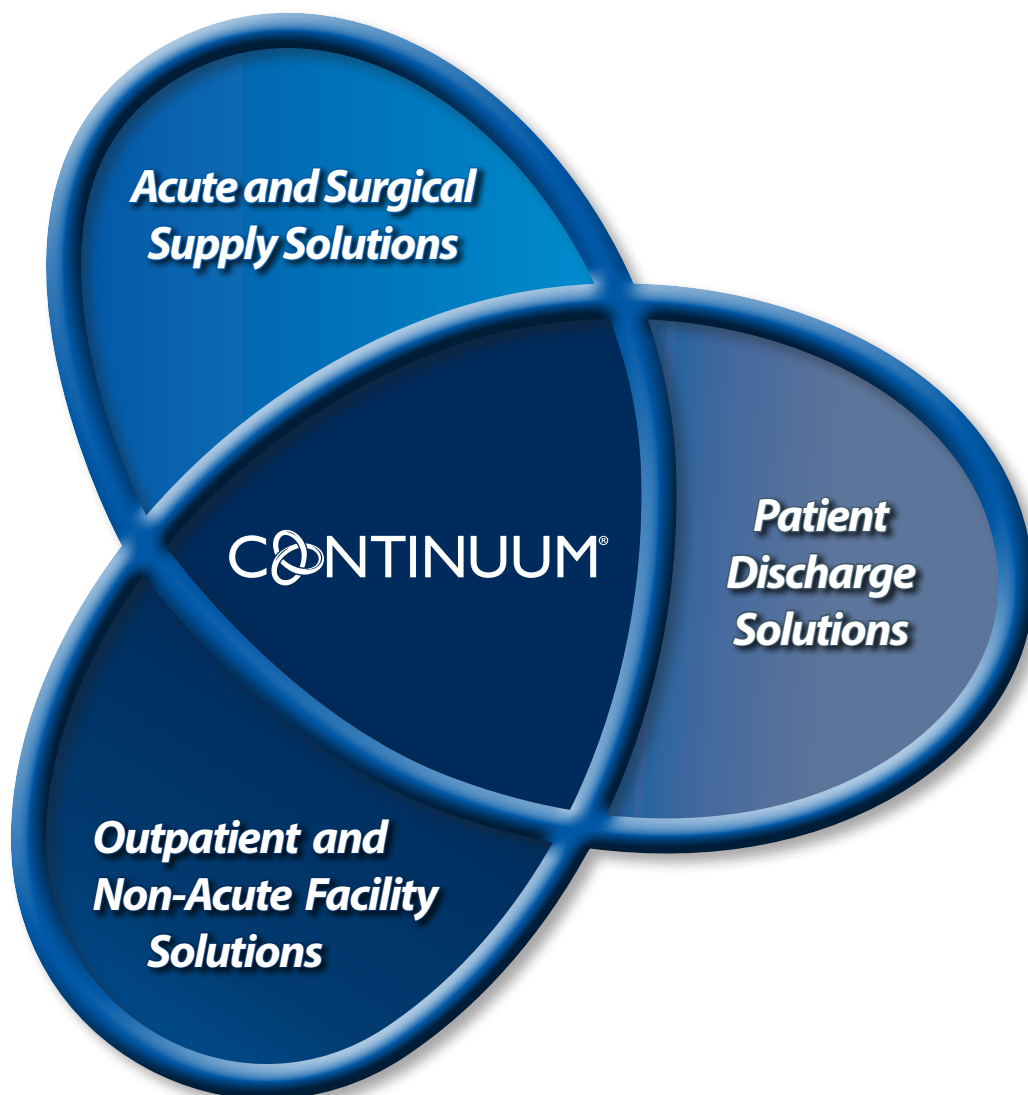 Acute and Surgical
Supply Solutions
CONTINUUM®
Patient
Discharge
Solutions
Outpatient and
Non-Acute Facility
Solutions